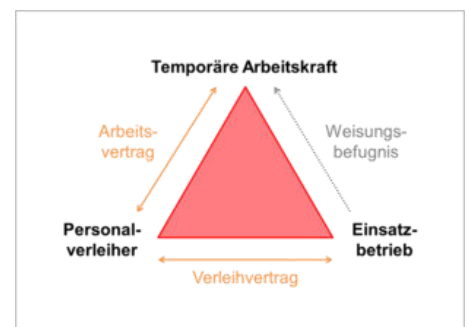 Temporäre Arbeitskraft
Arbeits-
vertrag
Weisungs-
befugnis
Personal-
verleiher
Einsatz-
betrieb
Verleihvertrag